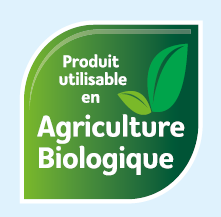 Produit
utilisable
en
Agriculture
Biologique